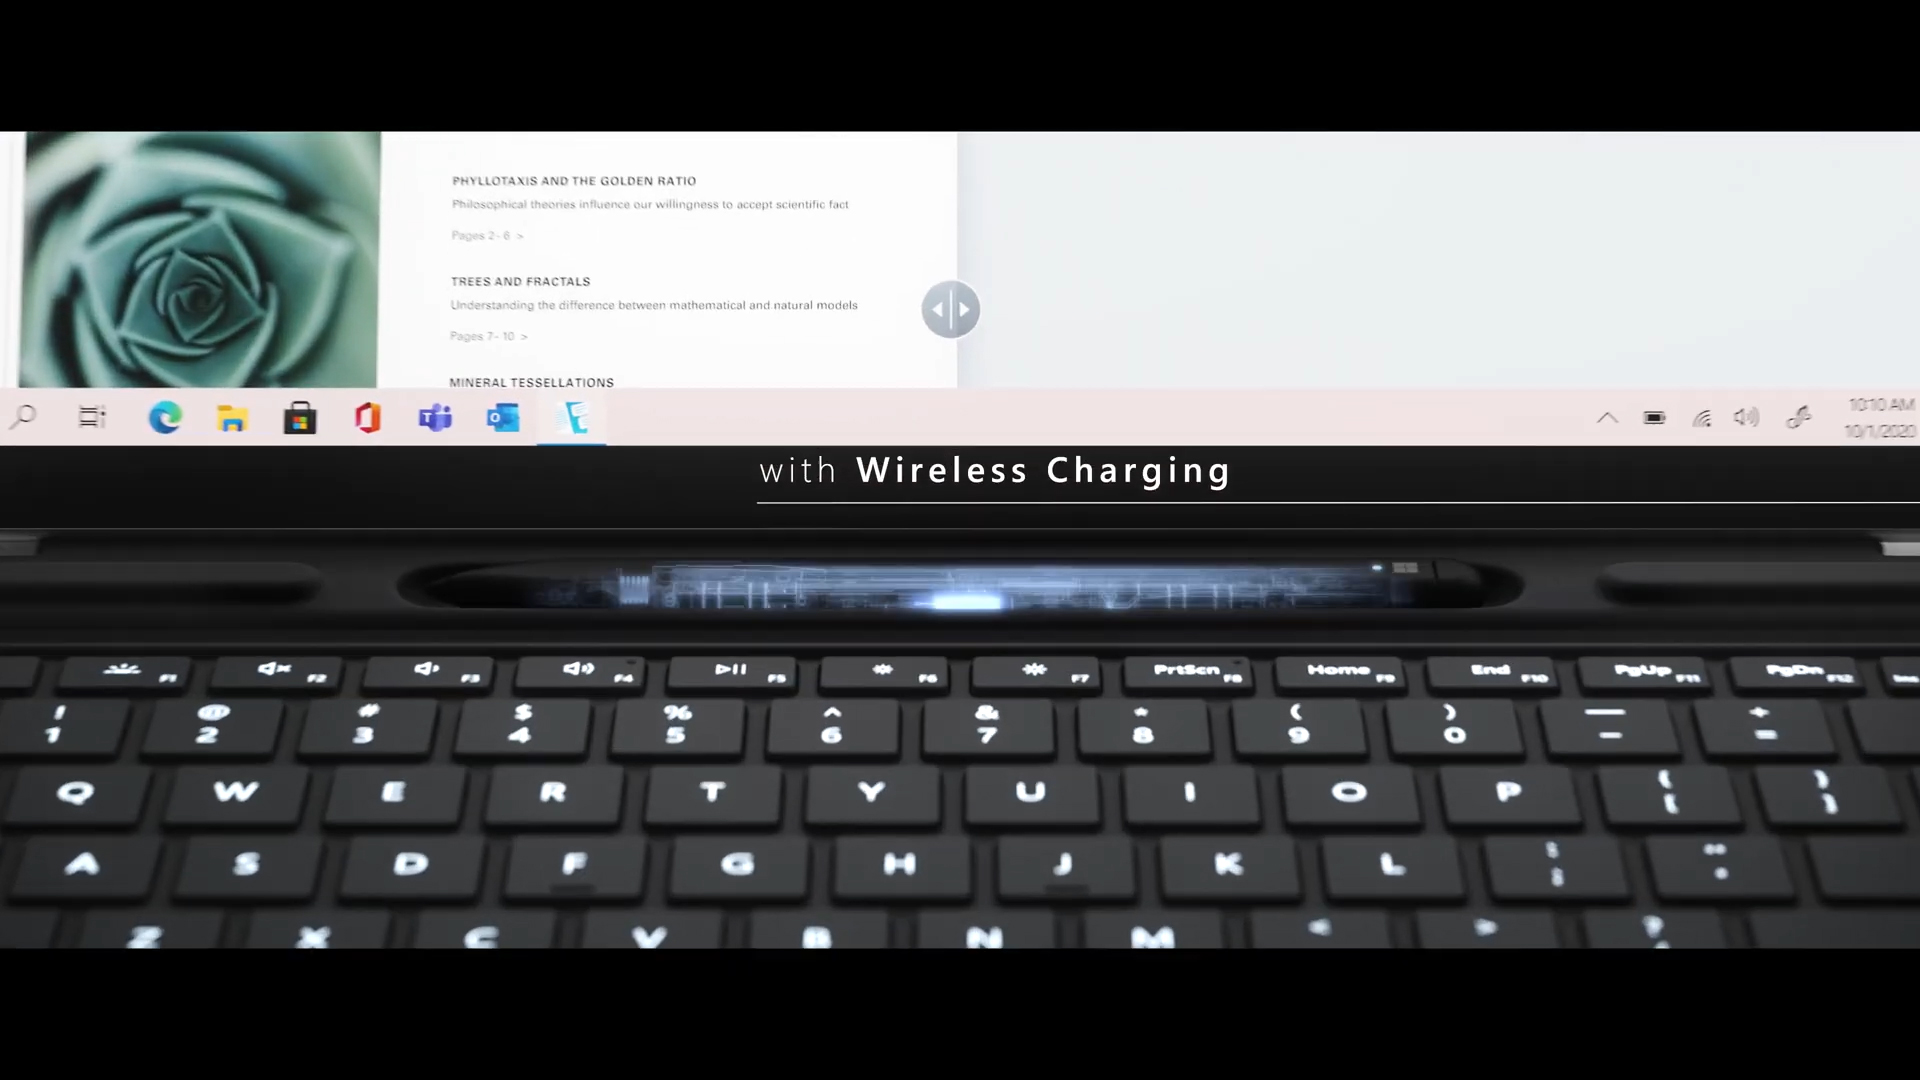 PHYLLOTAXIS AND THE GOLDEN RATIO
Philosophical theories influence our willingness to accept scientific fact
Pages 2-6 >
TREES AND FRACTALS
Understanding the difference between mathematical and natural models
Pages 7-10 >
MINERAL TESSELLATIONS
10:10 AM
10/1/2020
with Wireless Charging
F1 F2 F3 F4 F5 F6 F7 PrtScn F8 Home F9 End F10 PgUp F11 PgDn F12 Ins
! @ # $ % ^ & * ( ) — +
1 2 3 4 5 6 7 8 9 0 - =
Q W E R T Y U I O P { }
[ ]
A S D F G H J K L : "
; '
Z X C V B N M < > ?